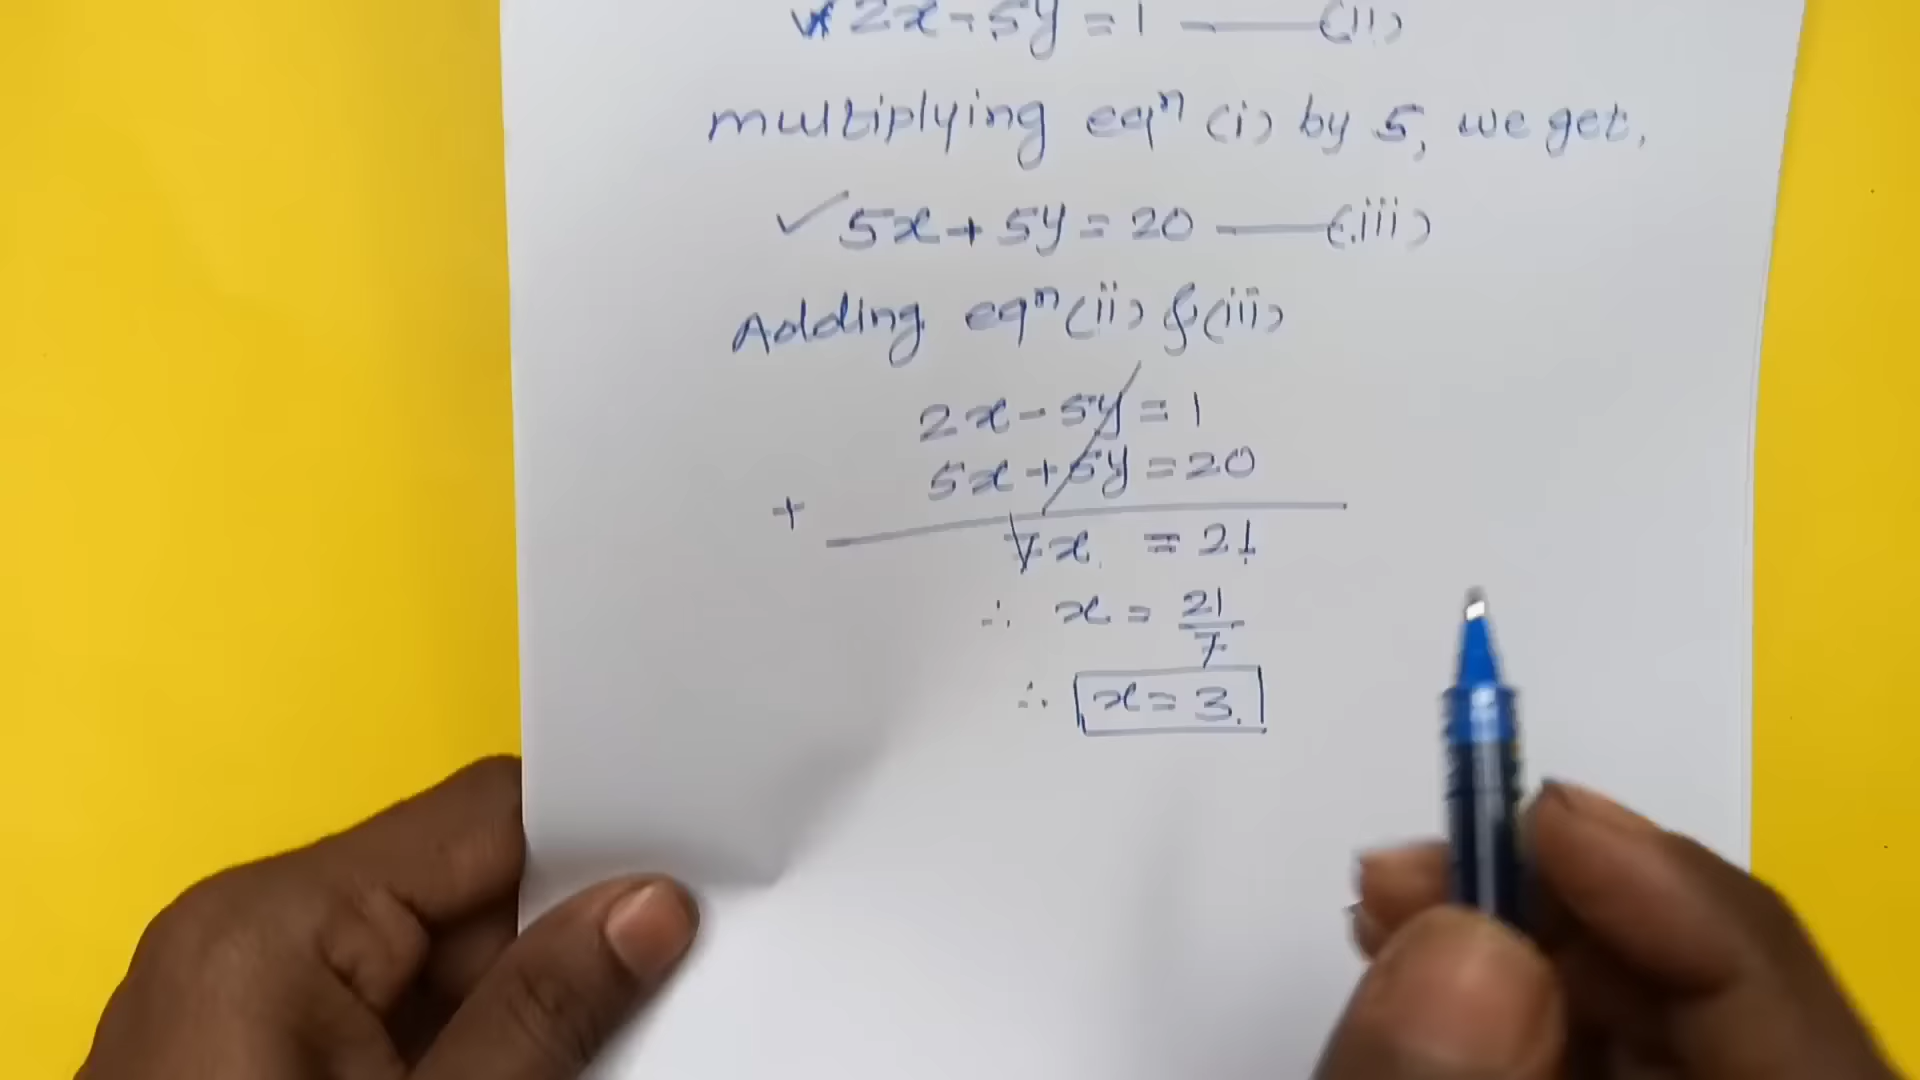 ✓ 2x - 5y = 1 —— (ii)
multiplying eqⁿ (i) by 5, we get,
✓ 5x + 5y = 20 —— (iii)
Adding eqⁿ (ii) & (iii)
2x - 5y = 1
5x + 5y = 20
+
7x = 21
∴ x = 21/7
∴ x = 3.